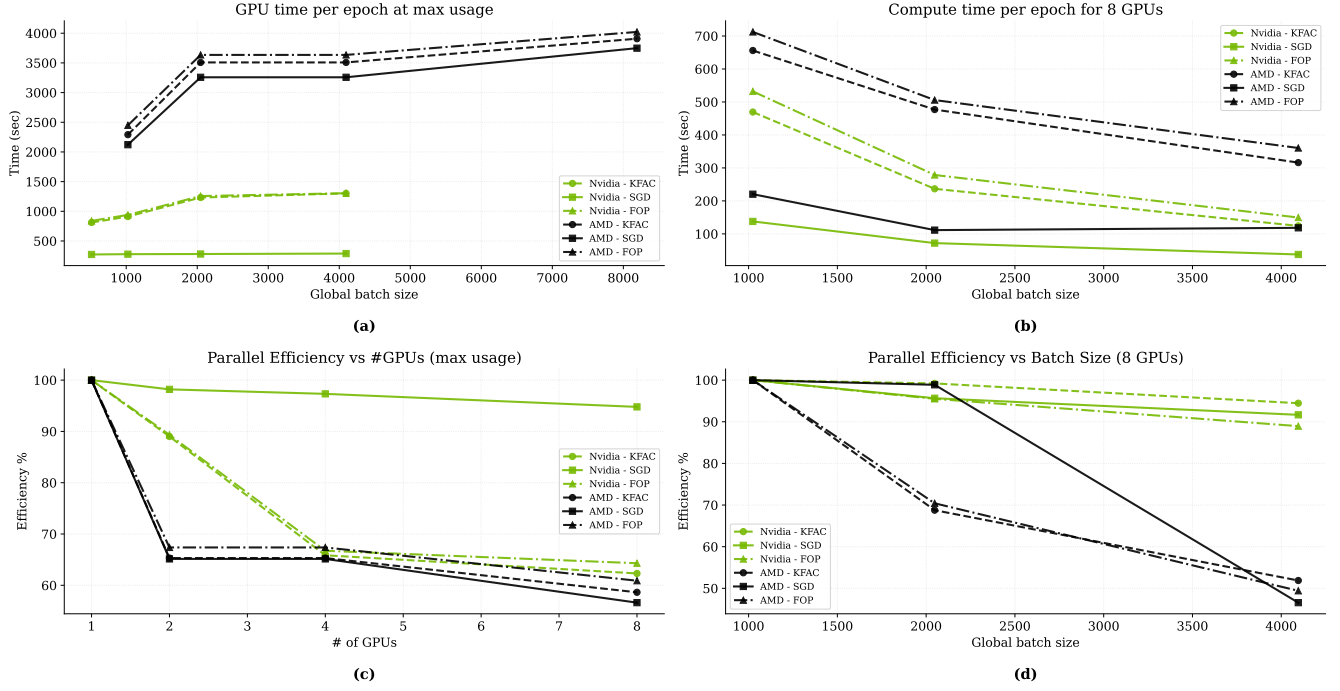 GPU time per epoch at max usage
4000
3500
3000
2500
2000
1500
1000
500
Time (sec)
1000
2000
3000
4000
5000
6000
7000
8000
Global batch size
Nvidia - KFAC
Nvidia - SGD
Nvidia - FOP
AMD - KFAC
AMD - SGD
AMD - FOP
(a)
Compute time per epoch for 8 GPUs
700
600
500
400
300
200
100
Time (sec)
1000
1500
2000
2500
3000
3500
4000
Global batch size
Nvidia - KFAC
Nvidia - SGD
Nvidia - FOP
AMD - KFAC
AMD - SGD
AMD - FOP
(b)
Parallel Efficiency vs #GPUs (max usage)
100
90
80
70
60
Efficiency %
1
2
3
4
5
6
7
8
# of GPUs
Nvidia - KFAC
Nvidia - SGD
Nvidia - FOP
AMD - KFAC
AMD - SGD
AMD - FOP
(c)
Parallel Efficiency vs Batch Size (8 GPUs)
100
90
80
70
60
50
Efficiency %
1000
1500
2000
2500
3000
3500
4000
Global batch size
Nvidia - KFAC
Nvidia - SGD
Nvidia - FOP
AMD - KFAC
AMD - SGD
AMD - FOP
(d)